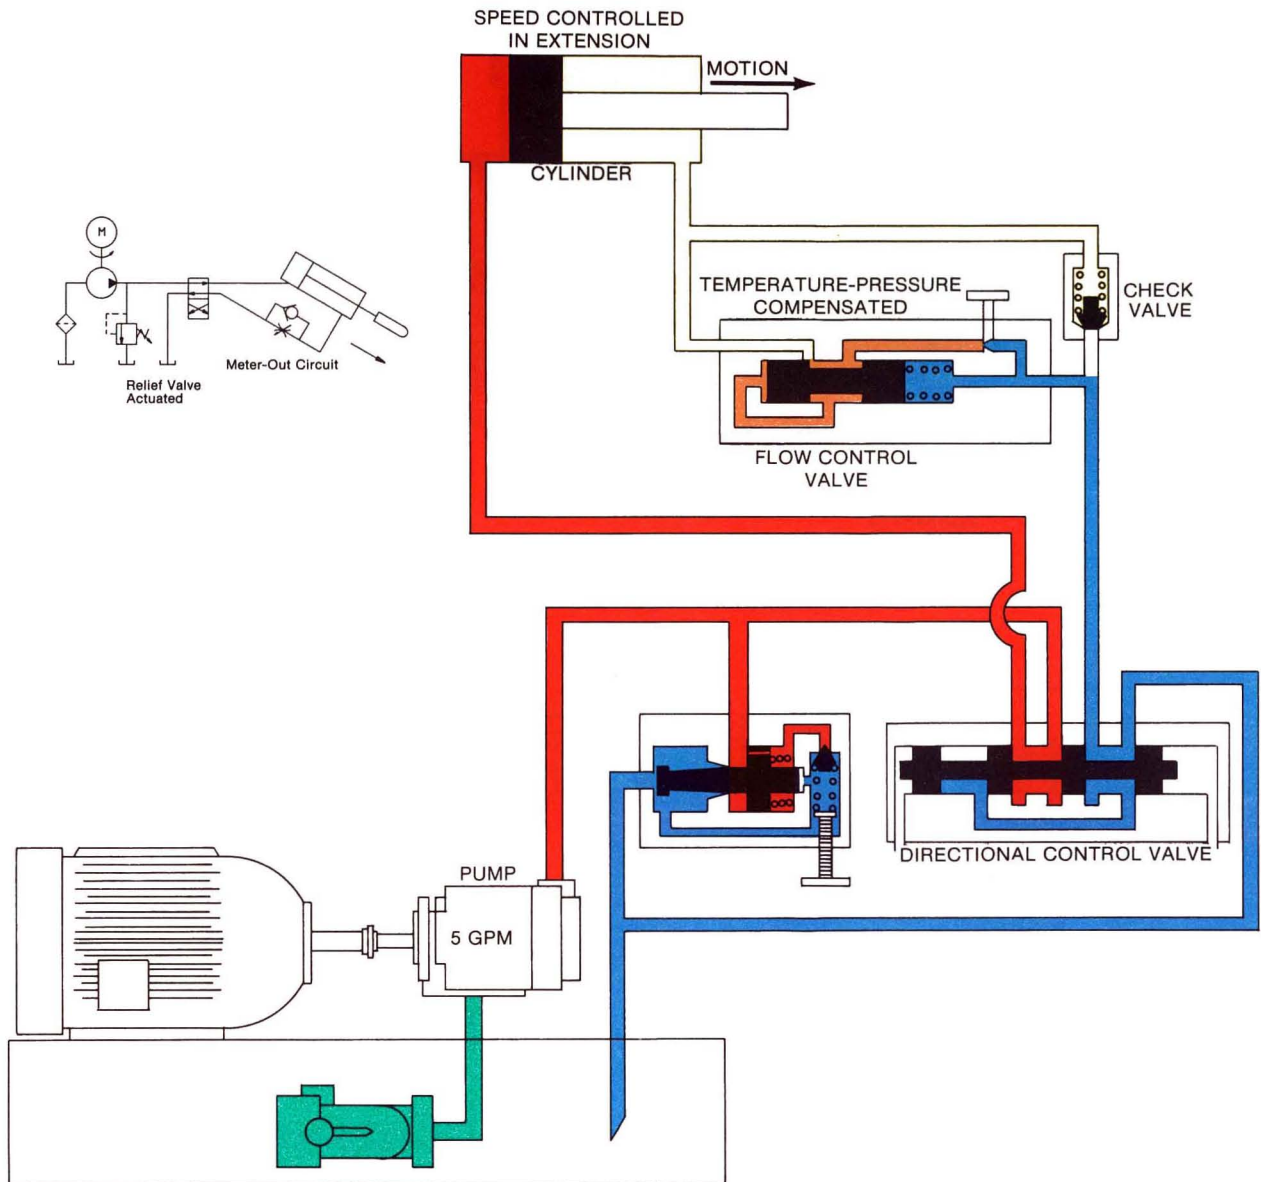 SPEED CONTROLLED
IN EXTENSION
MOTION
CYLINDER
M
TEMPERATURE-PRESSURE
COMPENSATED
CHECK
VALVE
Meter-Out Circuit
Relief Valve
Actuated
FLOW CONTROL
VALVE
DIRECTIONAL CONTROL VALVE
PUMP
5 GPM